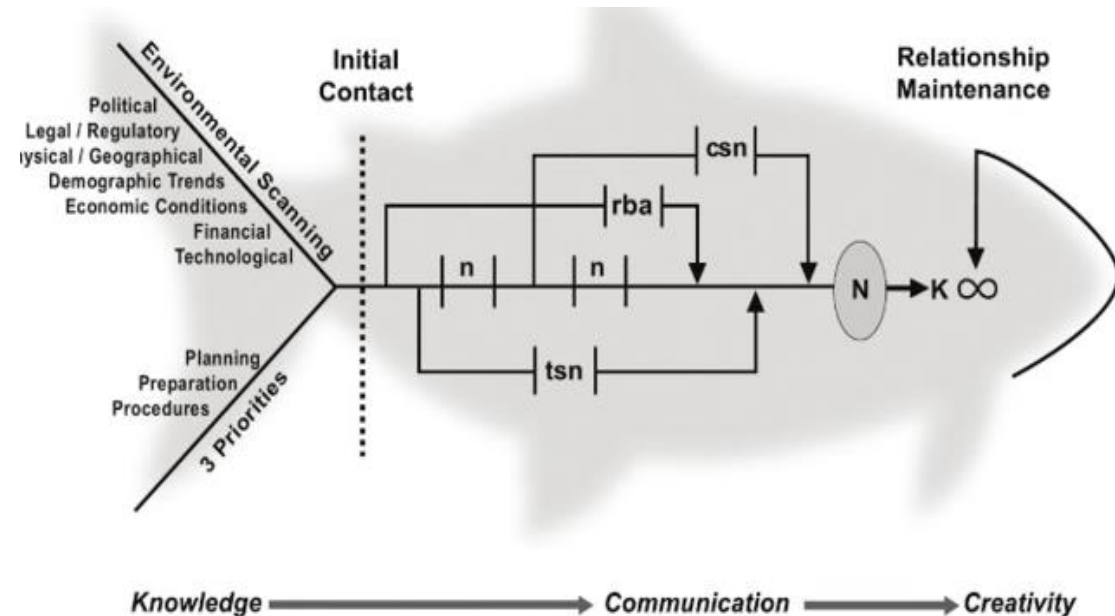 Environmental Scanning
Political
Legal / Regulatory
ysical / Geographical
Demographic Trends
Economic Conditions
Financial
Technological
Planning
Preparation
Procedures
3 Priorities
Initial
Contact
n
n
rba
csn
tsn
N
K ∞
Relationship
Maintenance
Knowledge
Communication
Creativity